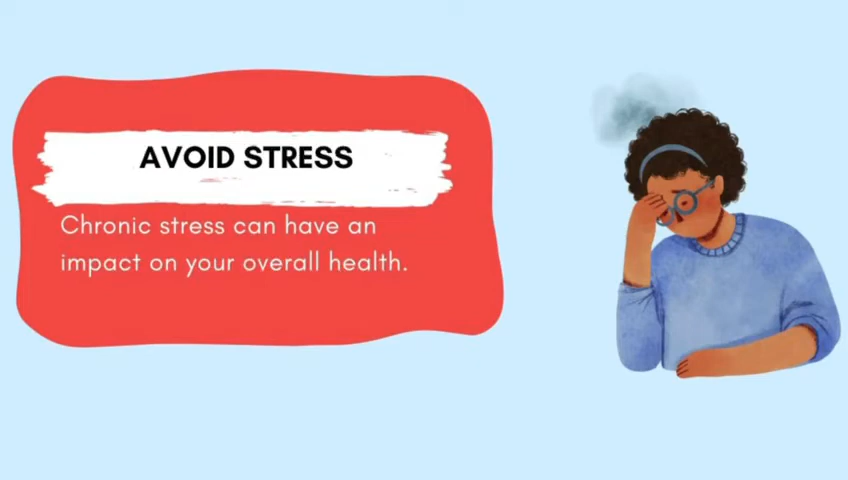 AVOID STRESS
Chronic stress can have an
impact on your overall health.